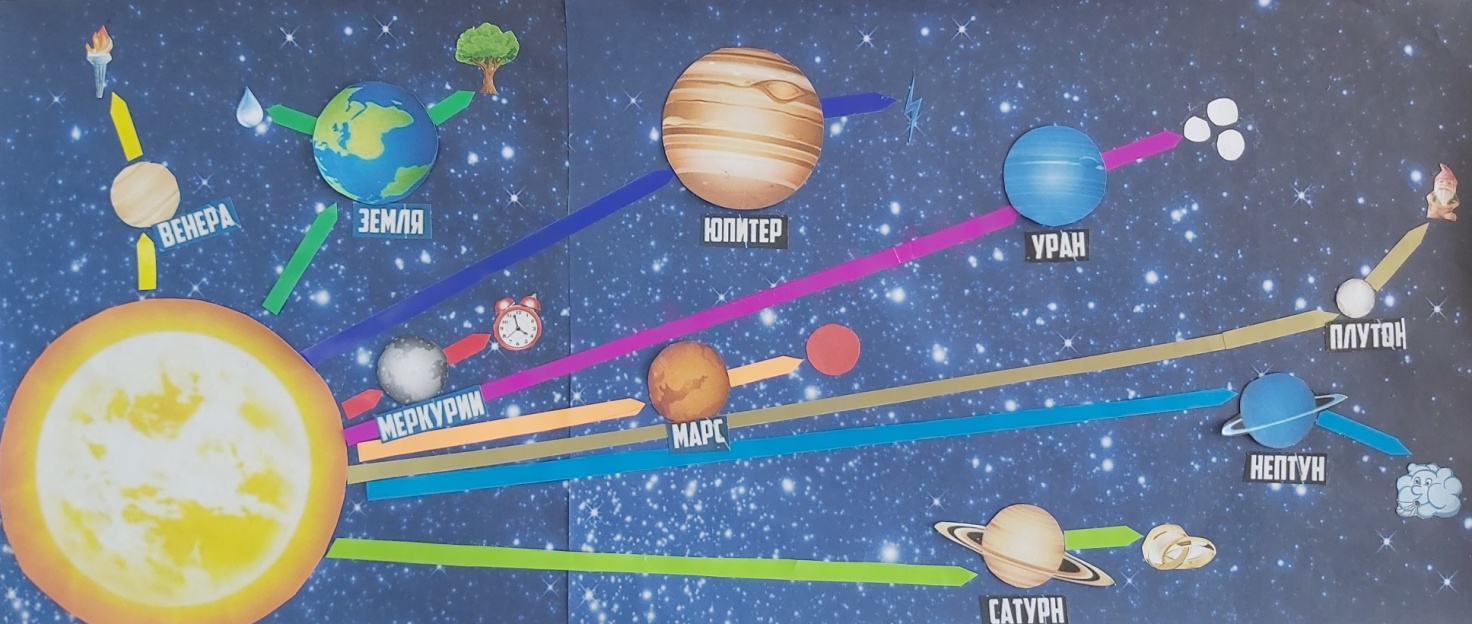 ВЕНЕРА
ЗЕМЛЯ
ЮПИТЕР
УРАН
МЕРКУРИЙ
МАРС
ПЛУТОН
НЕПТУН
САТУРН